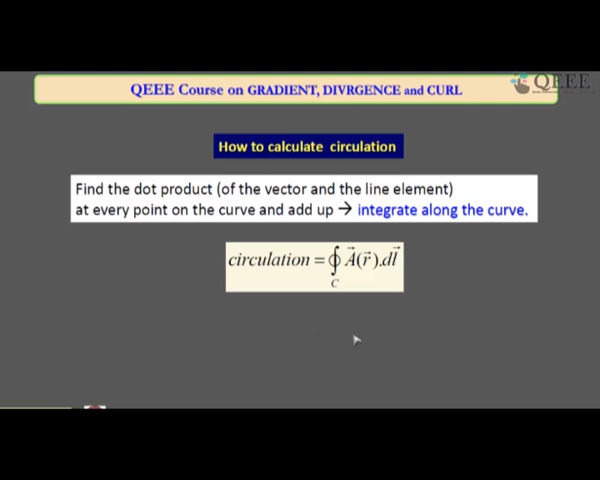 QEEE
QEEE Course on GRADIENT, DIVRGENCE and CURL
How to calculate circulation
Find the dot product (of the vector and the line element)
at every point on the curve and add up → integrate along the curve.
circulation = ∮_C A⃗(r⃗).dl⃗